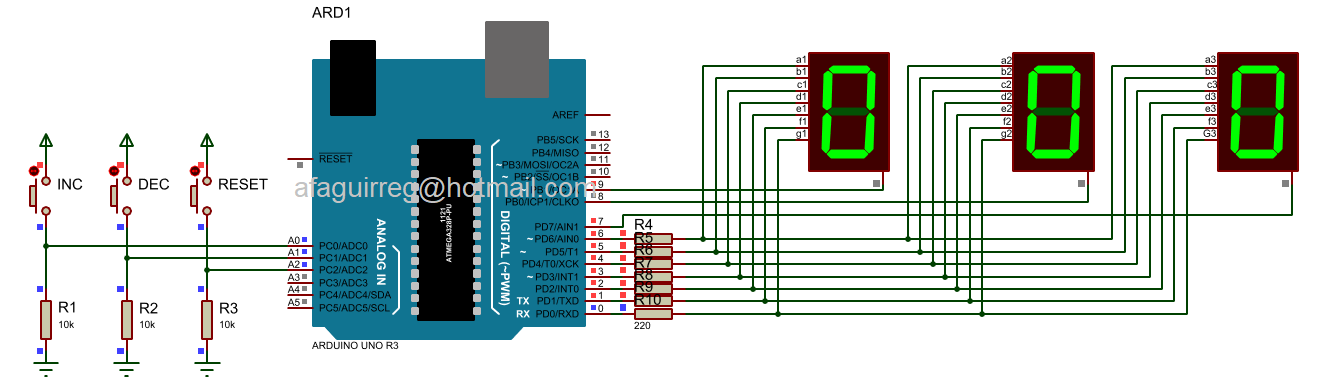 ARD1
INC
DEC
RESET
R1
10k
R2
10k
R3
10k
A0
A1
A2
A3
A4
A5
RESET
PC0/ADC0
PC1/ADC1
PC2/ADC2
PC3/ADC3
PC4/ADC4/SDA
PC5/ADC5/SCL
ANALOG IN
1121
ATMEGA328P-PU
DIGITAL (~PWM)
AREF
PB5/SCK 13
PB4/MISO 12
~PB3/MOSI/OC2A 11
~ PB2/SS/OC1B 10
9
PB0/ICP1/CLKO 8
PD7/AIN1 7
~ PD6/AIN0 6
~ PD5/T1 5
PD4/T0/XCK 4
~ PD3/INT1 3
PD2/INT0 2
TX PD1/TXD 1
RX PD0/RXD 0
afaguirreg@hotmail.com
ARDUINO UNO R3
R4
R5
R6
R7
R8
R9
R10
220
a1
b1
c1
d1
e1
f1
g1
a2
b2
c2
d2
e2
f2
g2
a3
b3
c3
d3
e3
f3
G3
0
0
0